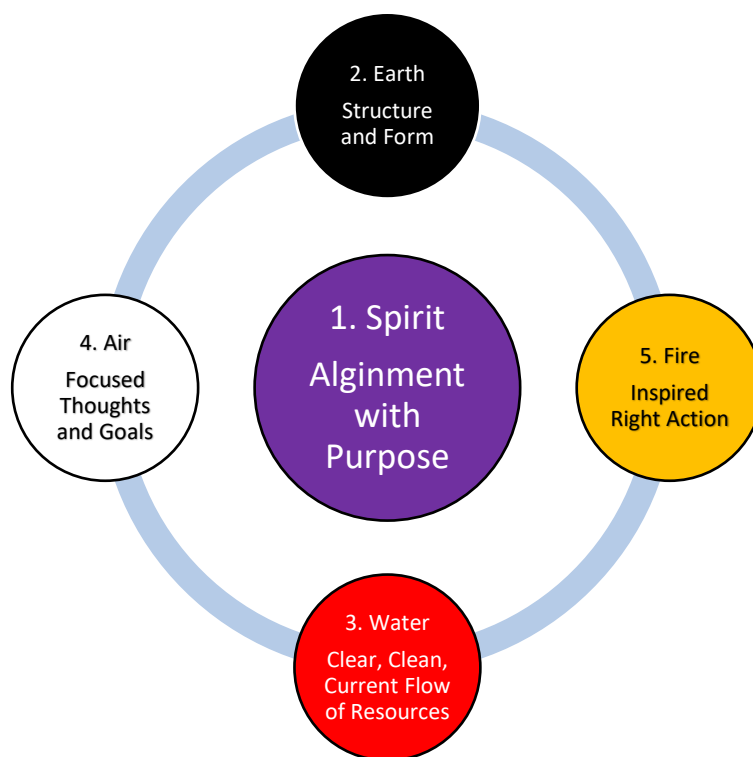 2. Earth
Structure
and Form
1. Spirit
Alginment
with
Purpose
4. Air
Focused
Thoughts
and Goals
5. Fire
Inspired
Right Action
3. Water
Clear, Clean,
Current Flow
of Resources